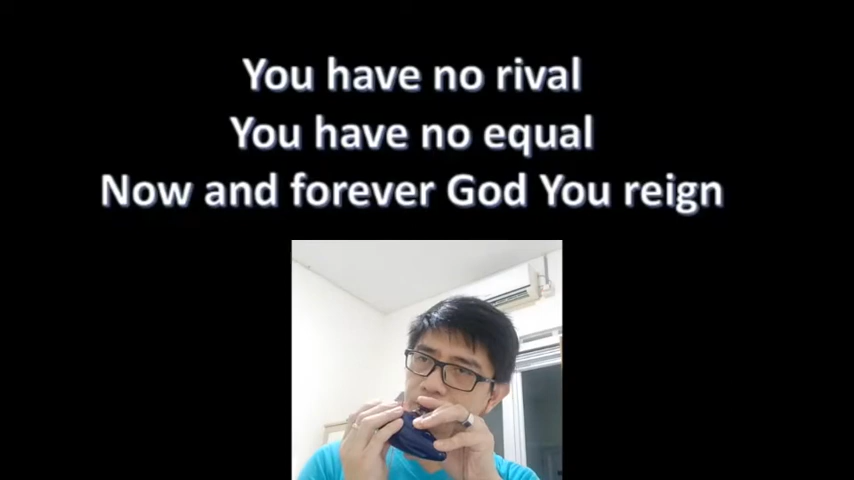 You have no rival
You have no equal
Now and forever God You reign